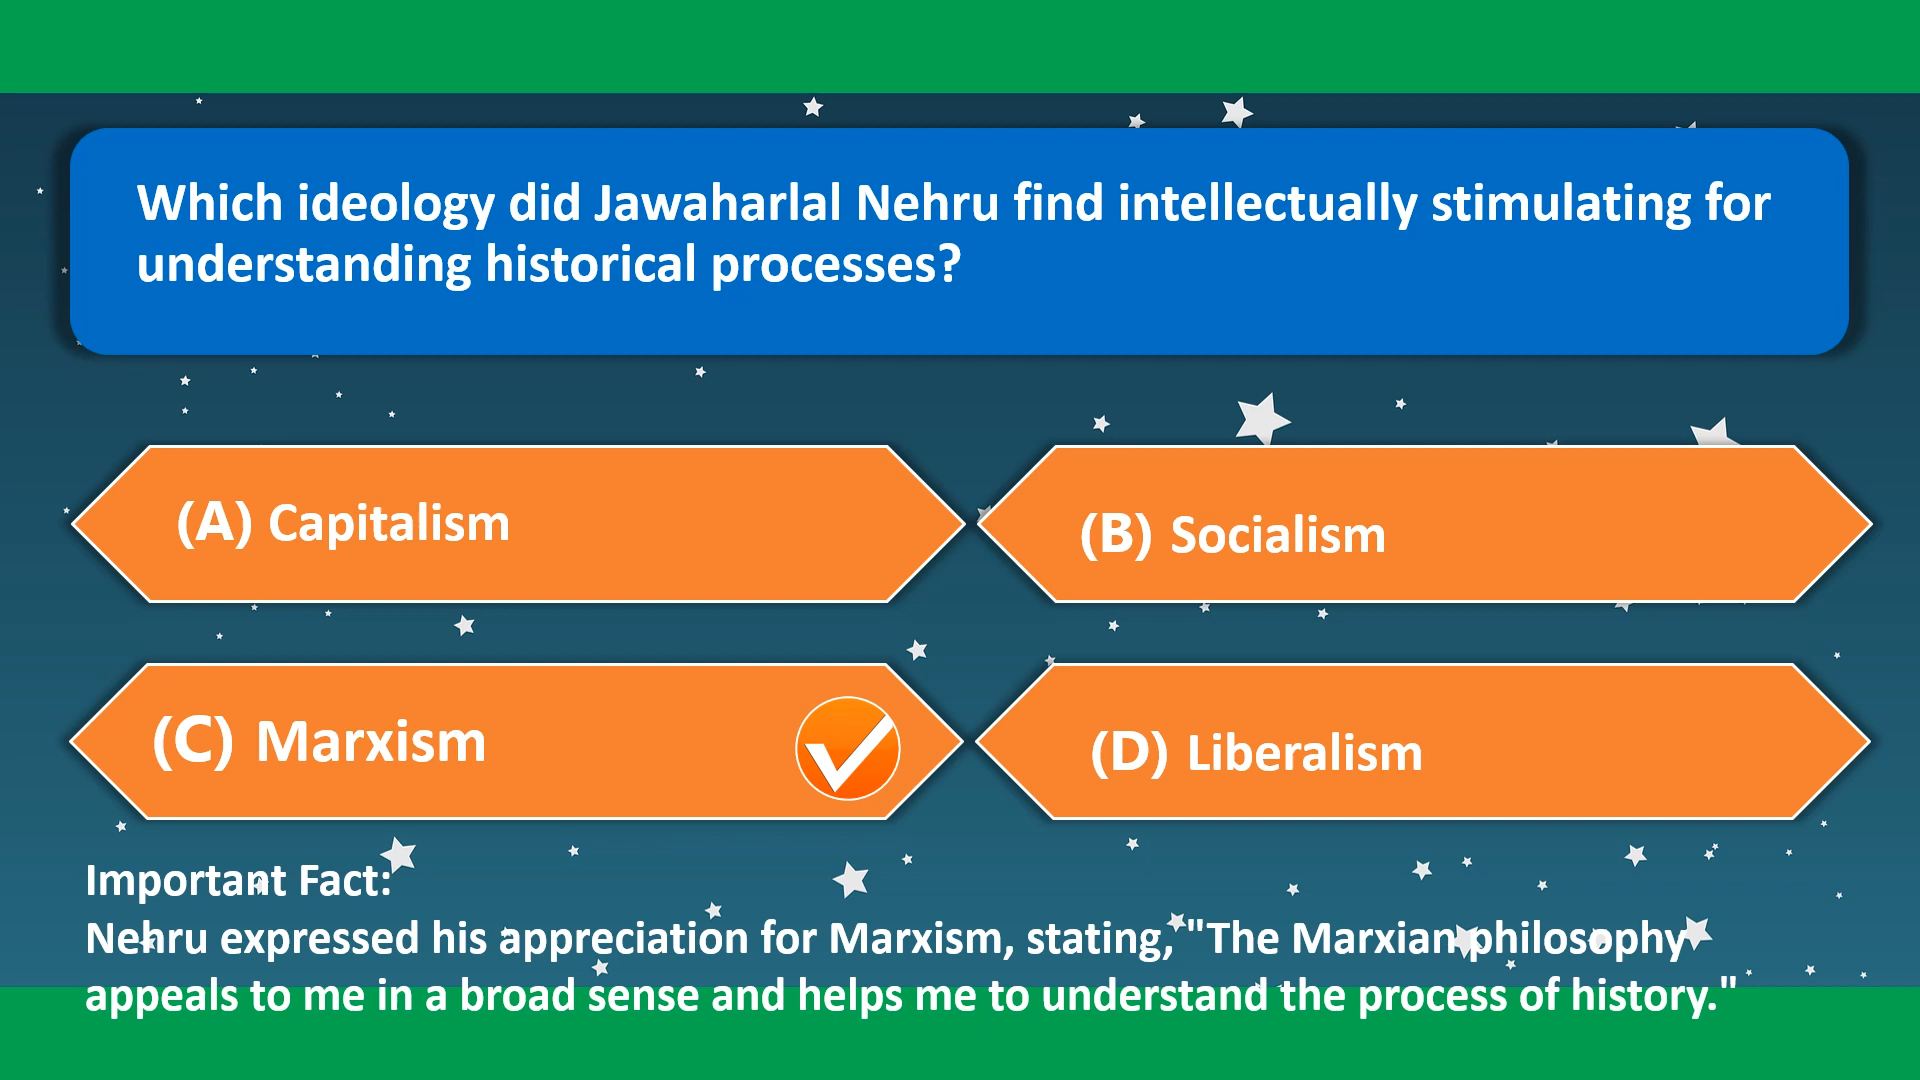 Which ideology did Jawaharlal Nehru find intellectually stimulating for
understanding historical processes?
(A) Capitalism
(B) Socialism
(C) Marxism
(D) Liberalism
Important Fact:
Nehru expressed his appreciation for Marxism, stating, "The Marxian philosophy
appeals to me in a broad sense and helps me to understand the process of history."